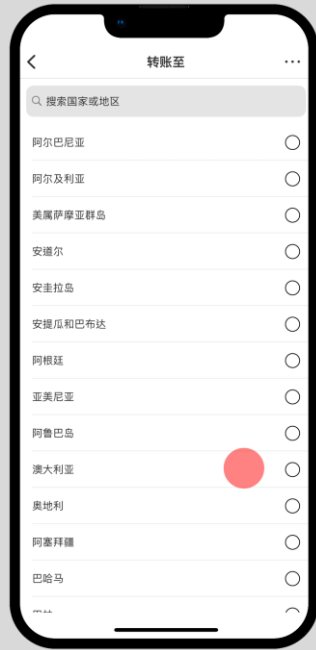 转账至
搜索国家或地区
阿尔巴尼亚
阿尔及利亚
美属萨摩亚群岛
安道尔
安圭拉岛
安提瓜和巴布达
阿根廷
亚美尼亚
阿鲁巴岛
澳大利亚
奥地利
阿塞拜疆
巴哈马